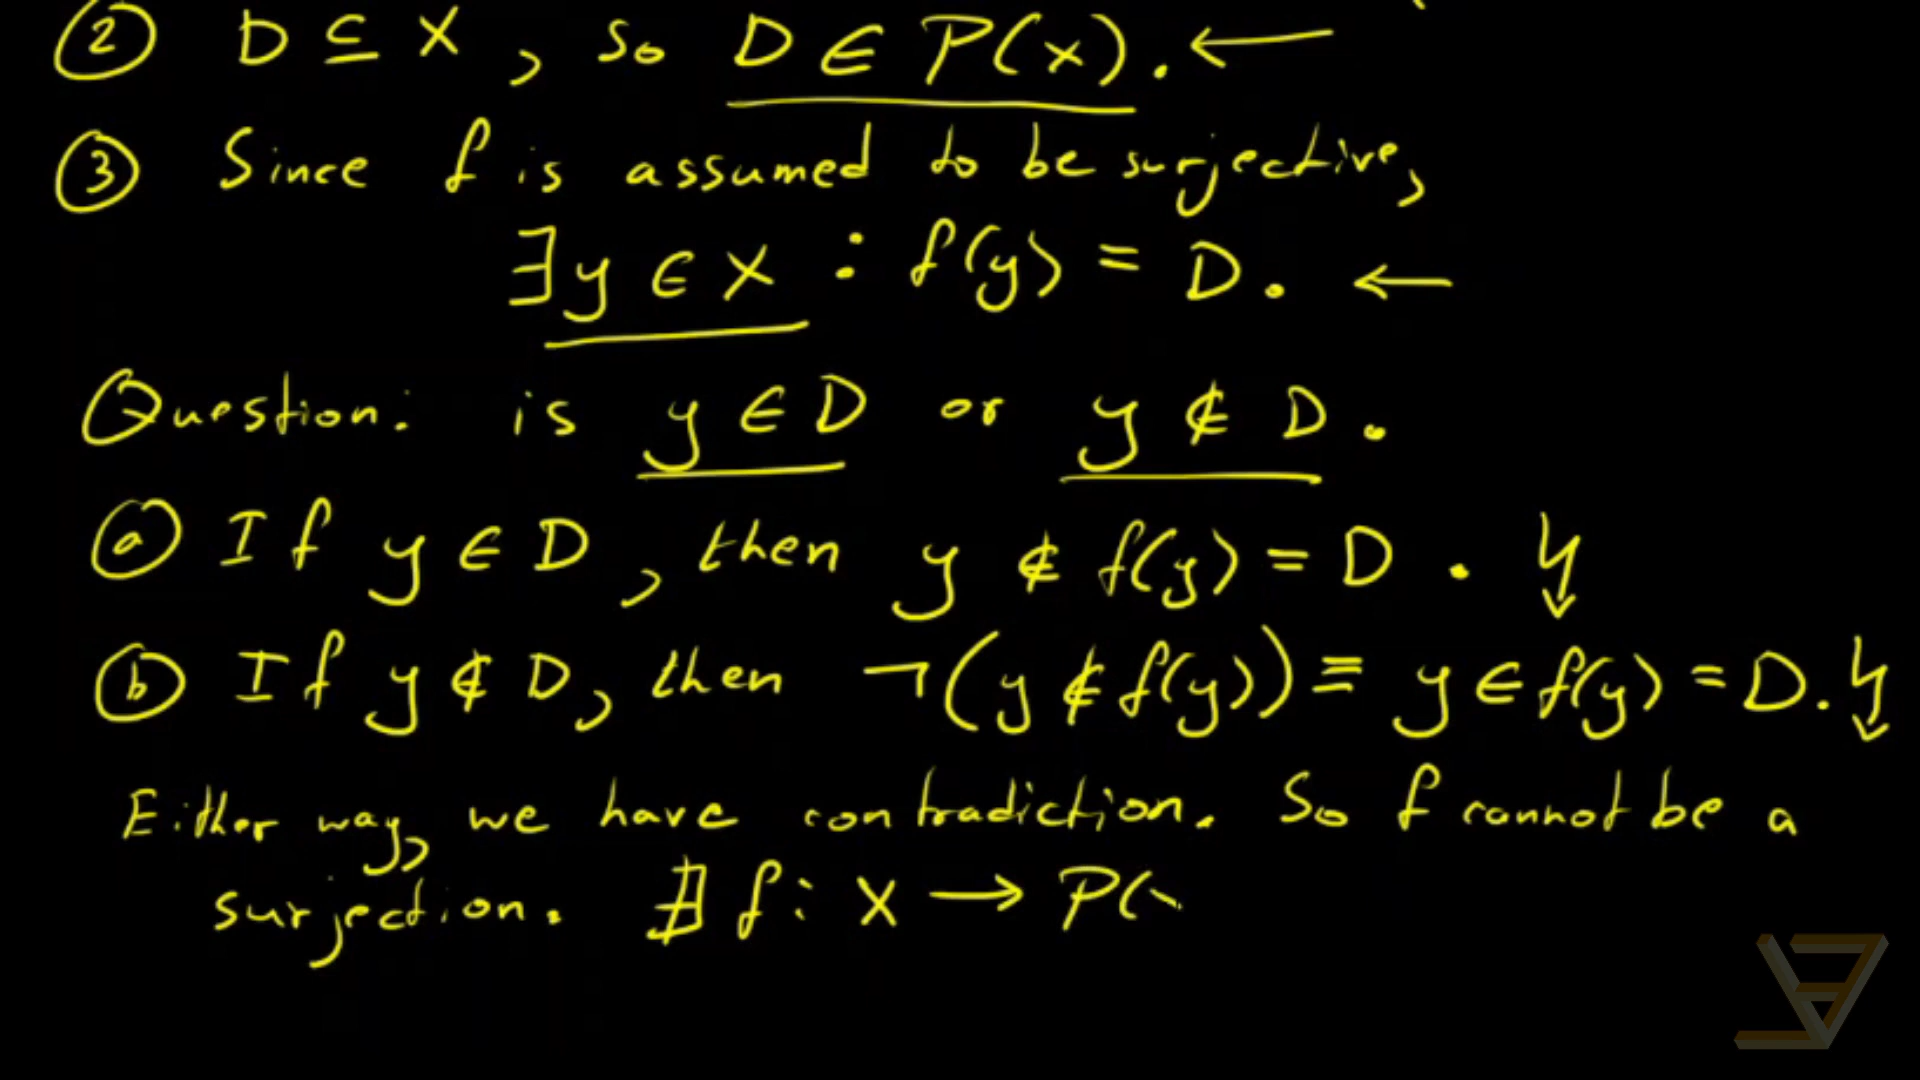 ② D ⊆ X, so D ∈ P(x). ←
③ Since f is assumed to be surjective,
∃y ∈ X : f(y) = D. ←
Question: is y ∈ D or y ∉ D.
ⓐ If y ∈ D, then y ∉ f(y) = D. ↯
ⓑ If y ∉ D, then ¬(y ∉ f(y)) ≡ y ∈ f(y) = D. ↯
Either way, we have contradiction. So f cannot be a
surjection. ∄ f: X → P(